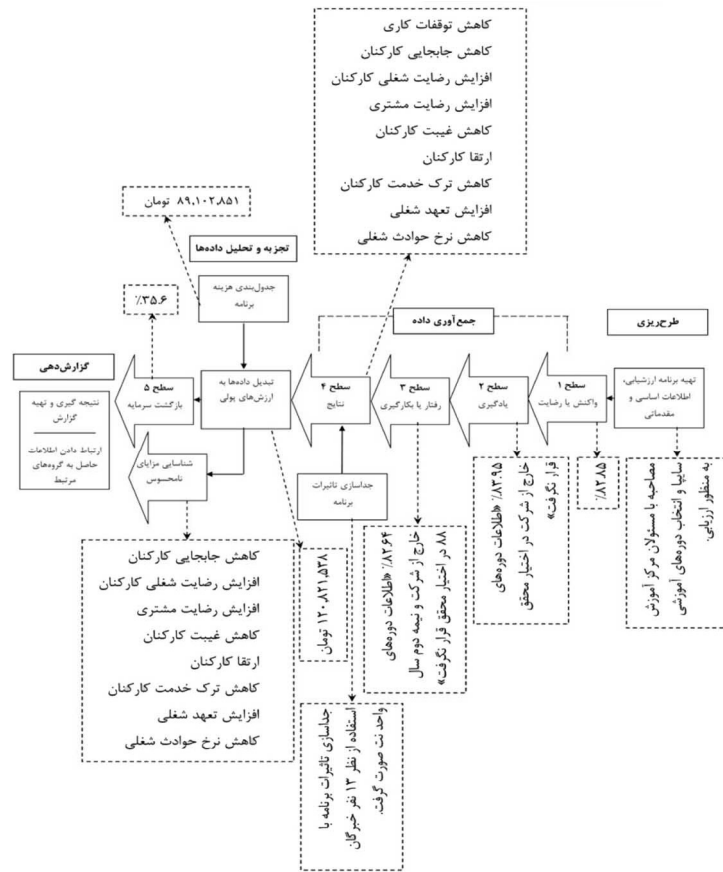 کاهش توقفات کاری
کاهش جابجایی کارکنان
افزایش رضایت شغلی کارکنان
افزایش رضایت مشتری
کاهش غیبت کارکنان
ارتقا کارکنان
کاهش ترک خدمت کارکنان
افزایش تعهد شغلی
کاهش نرخ حوادث شغلی
طرح‌ریزی
تهیه برنامه ارزشیابی،
اطلاعات اساسی و
مقدماتی
به منظور ارزیابی.
سایپا و انتخاب دوره‌های آموزشی
مصاحبه با مسئولان مرکز آموزش
جمع‌آوری داده
سطح ۱
واکنش یا رضایت
٪۸۲.۸۵
سطح ۲
یادگیری
٪۸۳.۹۵ «اطلاعات دوره‌های
خارج از شرکت در اختیار محقق
قرار نگرفت»
سطح ۳
رفتار یا بکارگیری
٪۸۲.۶۴ «اطلاعات دوره‌های
خارج از شرکت و نیمه دوم سال
۸۸ در اختیار محقق قرار نگرفت»
سطح ۴
نتایج
جداسازی تاثیرات
برنامه
جداسازی تاثیرات برنامه با
استفاده از نظر ۱۳ نفر خبرگان
واحد نت صورت گرفت.
تجزیه و تحلیل داده‌ها
جدول‌بندی هزینه
برنامه
۸۹,۱۰۲,۸۵۱ تومان
تبدیل داده‌ها به
ارزش‌های پولی
۱۲۰,۸۲۱,۵۳۸ تومان
سطح ۵
بازگشت سرمایه
٪۳۵.۶
شناسایی مزایای
نامحسوس
گزارش‌دهی
نتیجه گیری و تهیه
گزارش
ارتباط دادن اطلاعات
حاصل به گروه‌های
مرتبط
کاهش جابجایی کارکنان
افزایش رضایت شغلی کارکنان
افزایش رضایت مشتری
کاهش غیبت کارکنان
ارتقا کارکنان
کاهش ترک خدمت کارکنان
افزایش تعهد شغلی
کاهش نرخ حوادث شغلی